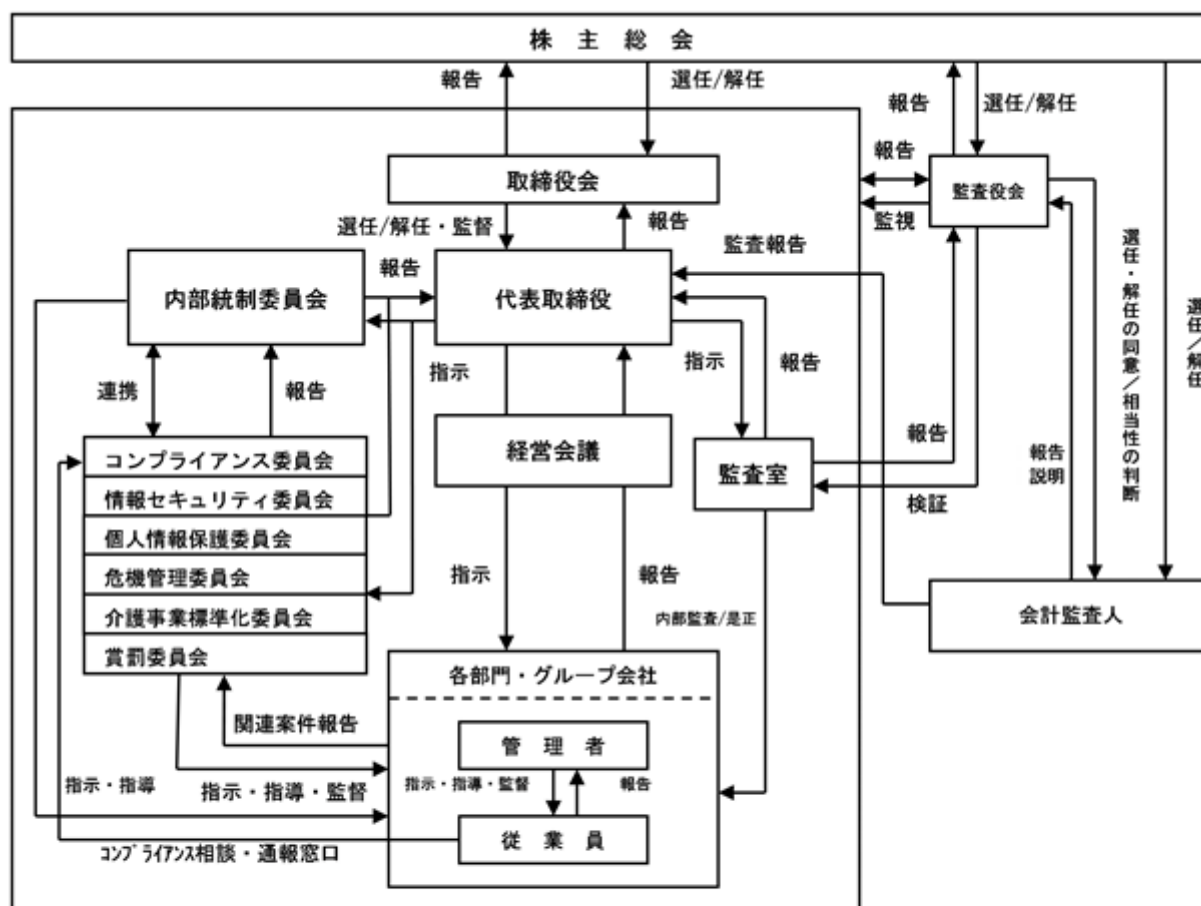 株 主 総 会
報告
選任/解任
報告
選任/解任
取締役会
報告
監査役会
監視
選任/解任・監督
報告
監査報告
内部統制委員会
報告
代表取締役
選任・解任の同意/相当性の判断
選任/解任
連携
報告
指示
指示
報告
コンプライアンス委員会
情報セキュリティ委員会
個人情報保護委員会
危機管理委員会
介護事業標準化委員会
賞罰委員会
経営会議
監査室
報告
検証
報告
説明
指示
報告
内部監査/是正
会計監査人
各部門・グループ会社
関連案件報告
管 理 者
指示・指導
指示・指導・監督
指示・指導・監督
報告
従 業 員
コンプライアンス相談・通報窓口